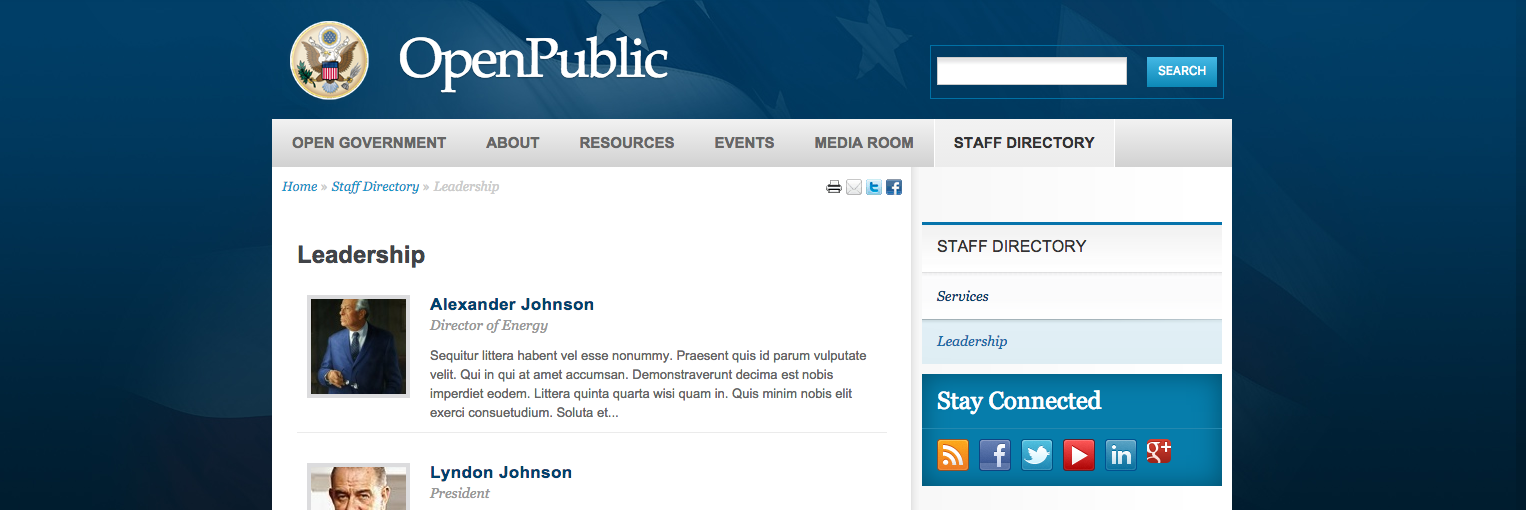 OpenPublic
SEARCH
OPEN GOVERNMENT ABOUT RESOURCES EVENTS MEDIA ROOM STAFF DIRECTORY
Home » Staff Directory » Leadership
Leadership
Alexander Johnson
Director of Energy
Sequitur littera habent vel esse nonummy. Praesent quis id parum vulputate
velit. Qui in qui at amet accumsan. Demonstraverunt decima est nobis
imperdiet eodem. Littera quinta quarta wisi quam in. Quis minim nobis elit
exerci consuetudium. Soluta et...
Lyndon Johnson
President
STAFF DIRECTORY
Services
Leadership
Stay Connected